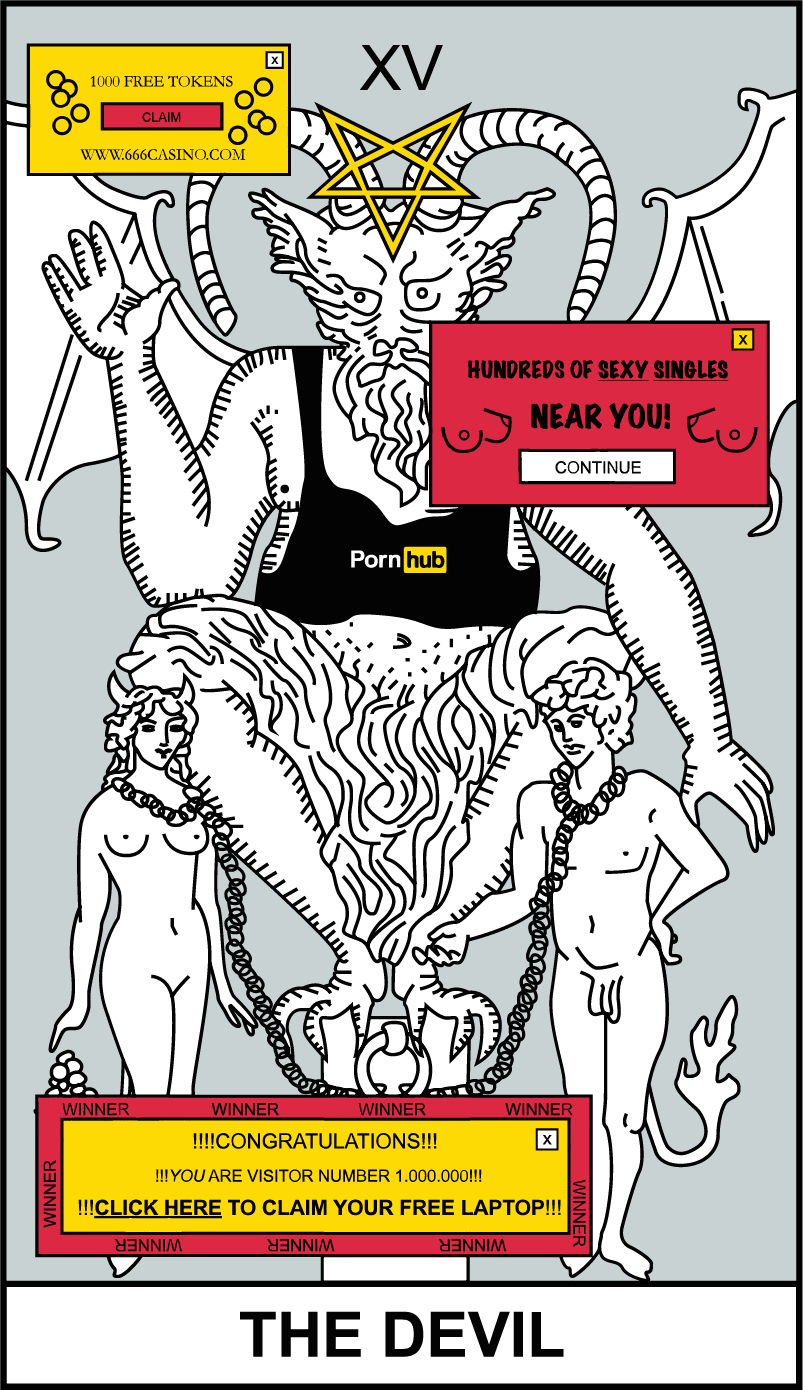 XV
X
1000 FREE TOKENS
CLAIM
WWW.666CASINO.COM
X
HUNDREDS OF SEXY SINGLES
NEAR YOU!
CONTINUE
Pornhub
WINNER WINNER WINNER WINNER
!!!!CONGRATULATIONS!!!
X
!!!YOU ARE VISITOR NUMBER 1.000.000!!!
!!!CLICK HERE TO CLAIM YOUR FREE LAPTOP!!!
WINNER
WINNER
WINNER WINNER WINNER
THE DEVIL